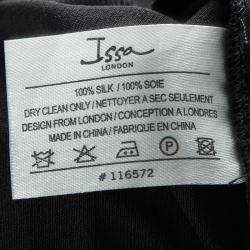 Issa
LONDON
100% SILK / 100% SOIE
DRY CLEAN ONLY / NETTOYER A SEC SEULEMENT
DESIGN FROM LONDON / CONCEPTION A LONDRES
MADE IN CHINA / FABRIQUE EN CHINA
# 116572